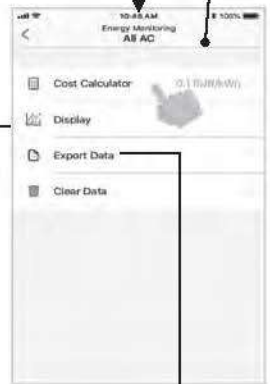 10:48 AM
100%
Energy Monitoring
All AC
Cost Calculator
Display
Export Data
Clear Data